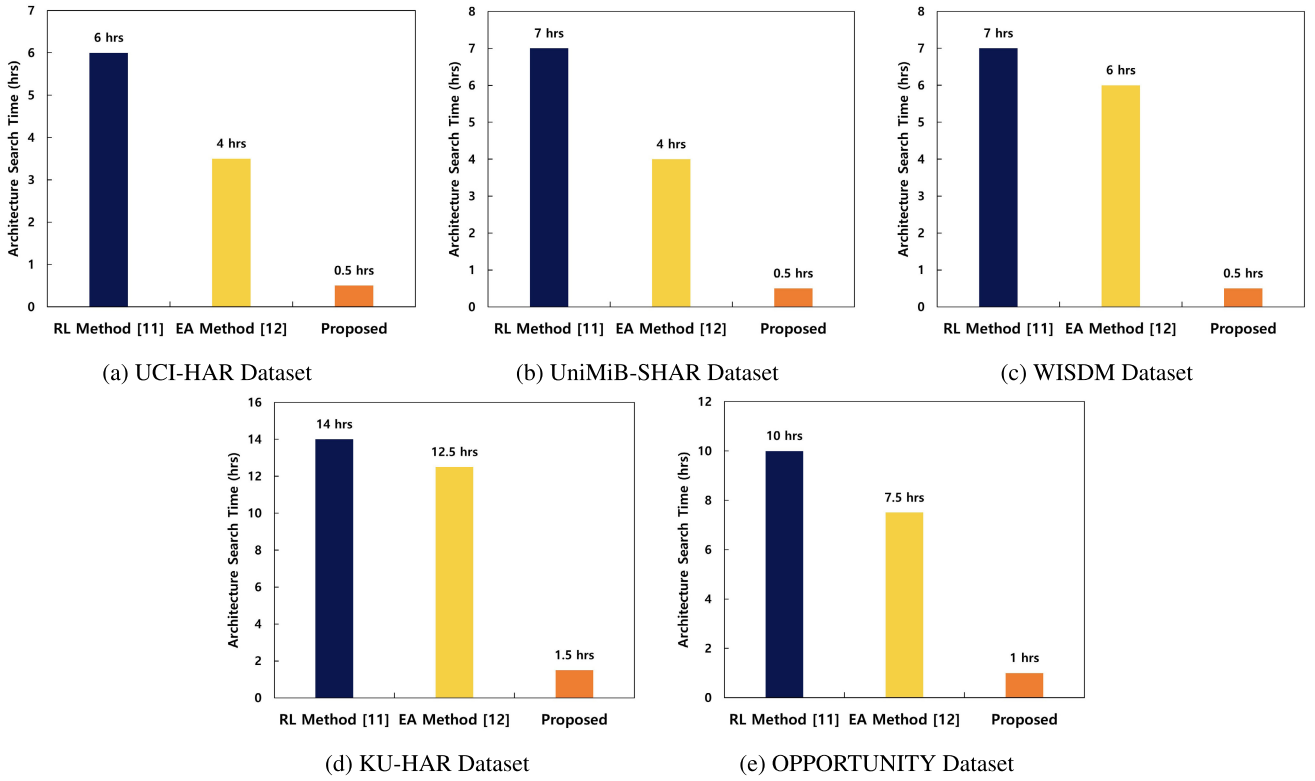 Architecture Search Time (hrs)
7
6
5
4
3
2
1
0
6 hrs
4 hrs
0.5 hrs
RL Method [11] EA Method [12] Proposed
(a) UCI-HAR Dataset
Architecture Search Time (hrs)
8
7
6
5
4
3
2
1
0
7 hrs
4 hrs
0.5 hrs
RL Method [11] EA Method [12] Proposed
(b) UniMiB-SHAR Dataset
Architecture Search Time (hrs)
8
7
6
5
4
3
2
1
0
7 hrs
6 hrs
0.5 hrs
RL Method [11] EA Method [12] Proposed
(c) WISDM Dataset
Architecture Search Time (hrs)
16
14
12
10
8
6
4
2
0
14 hrs
12.5 hrs
1.5 hrs
RL Method [11] EA Method [12] Proposed
(d) KU-HAR Dataset
Architecture Search Time (hrs)
12
10
8
6
4
2
0
10 hrs
7.5 hrs
1 hrs
RL Method [11] EA Method [12] Proposed
(e) OPPORTUNITY Dataset